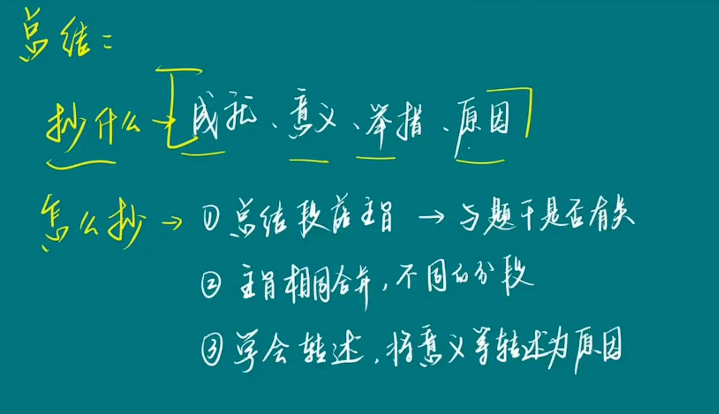 总结：
抄什么→[成就、意义、举措、原因]
怎么抄→①总结段落主旨→与题干是否有关
②主旨相同合并,不同的分段
③学会转述,将意义等转述为原因